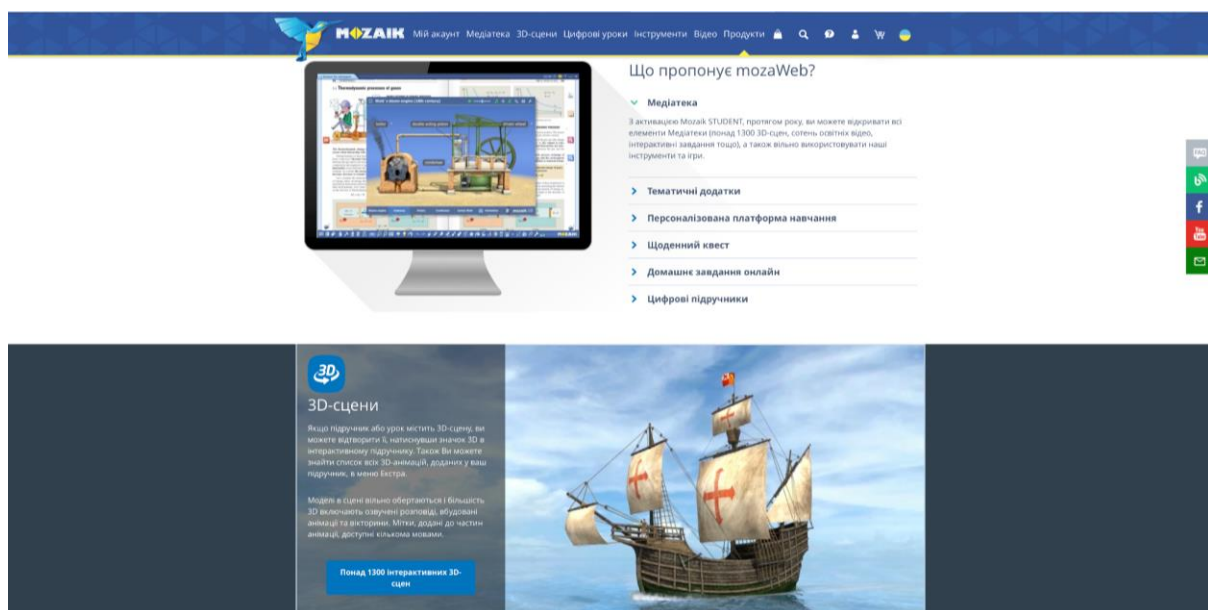 MOZAIK Мій акаунт Медіатека 3D-сцени Цифрові уроки Інструменти Відео Продукти
Що пропонує mozaWeb?
Медіатека
З активацією Mozaik STUDENT, протягом року, ви можете відкривати всі
елементи Медіатеки (понад 1300 3D-сцен, сотень освітніх відео,
інтерактивні завдання тощо), а також вільно використовувати наші
інструменти та ігри.
Тематичні додатки
Персоналізована платформа навчання
Щоденний квест
Домашнє завдання онлайн
Цифрові підручники
FAQ
You
Tube
3D
3D-сцени
Якщо підручник або урок містить 3D-сцену, ви
можете відтворити її, натиснувши значок 3D в
інтерактивному підручнику. Також Ви можете
знайти список всіх 3D-анімацій, доданих у ваш
підручник, в меню Екстра.
Моделі в сцені вільно обертаються і більшість
3D включають озвучені розповіді, вбудовані
анімації та вікторини. Мітки, додані до частин
анімації, доступні кількома мовами.
Понад 1300 інтерактивних 3D-
сцен